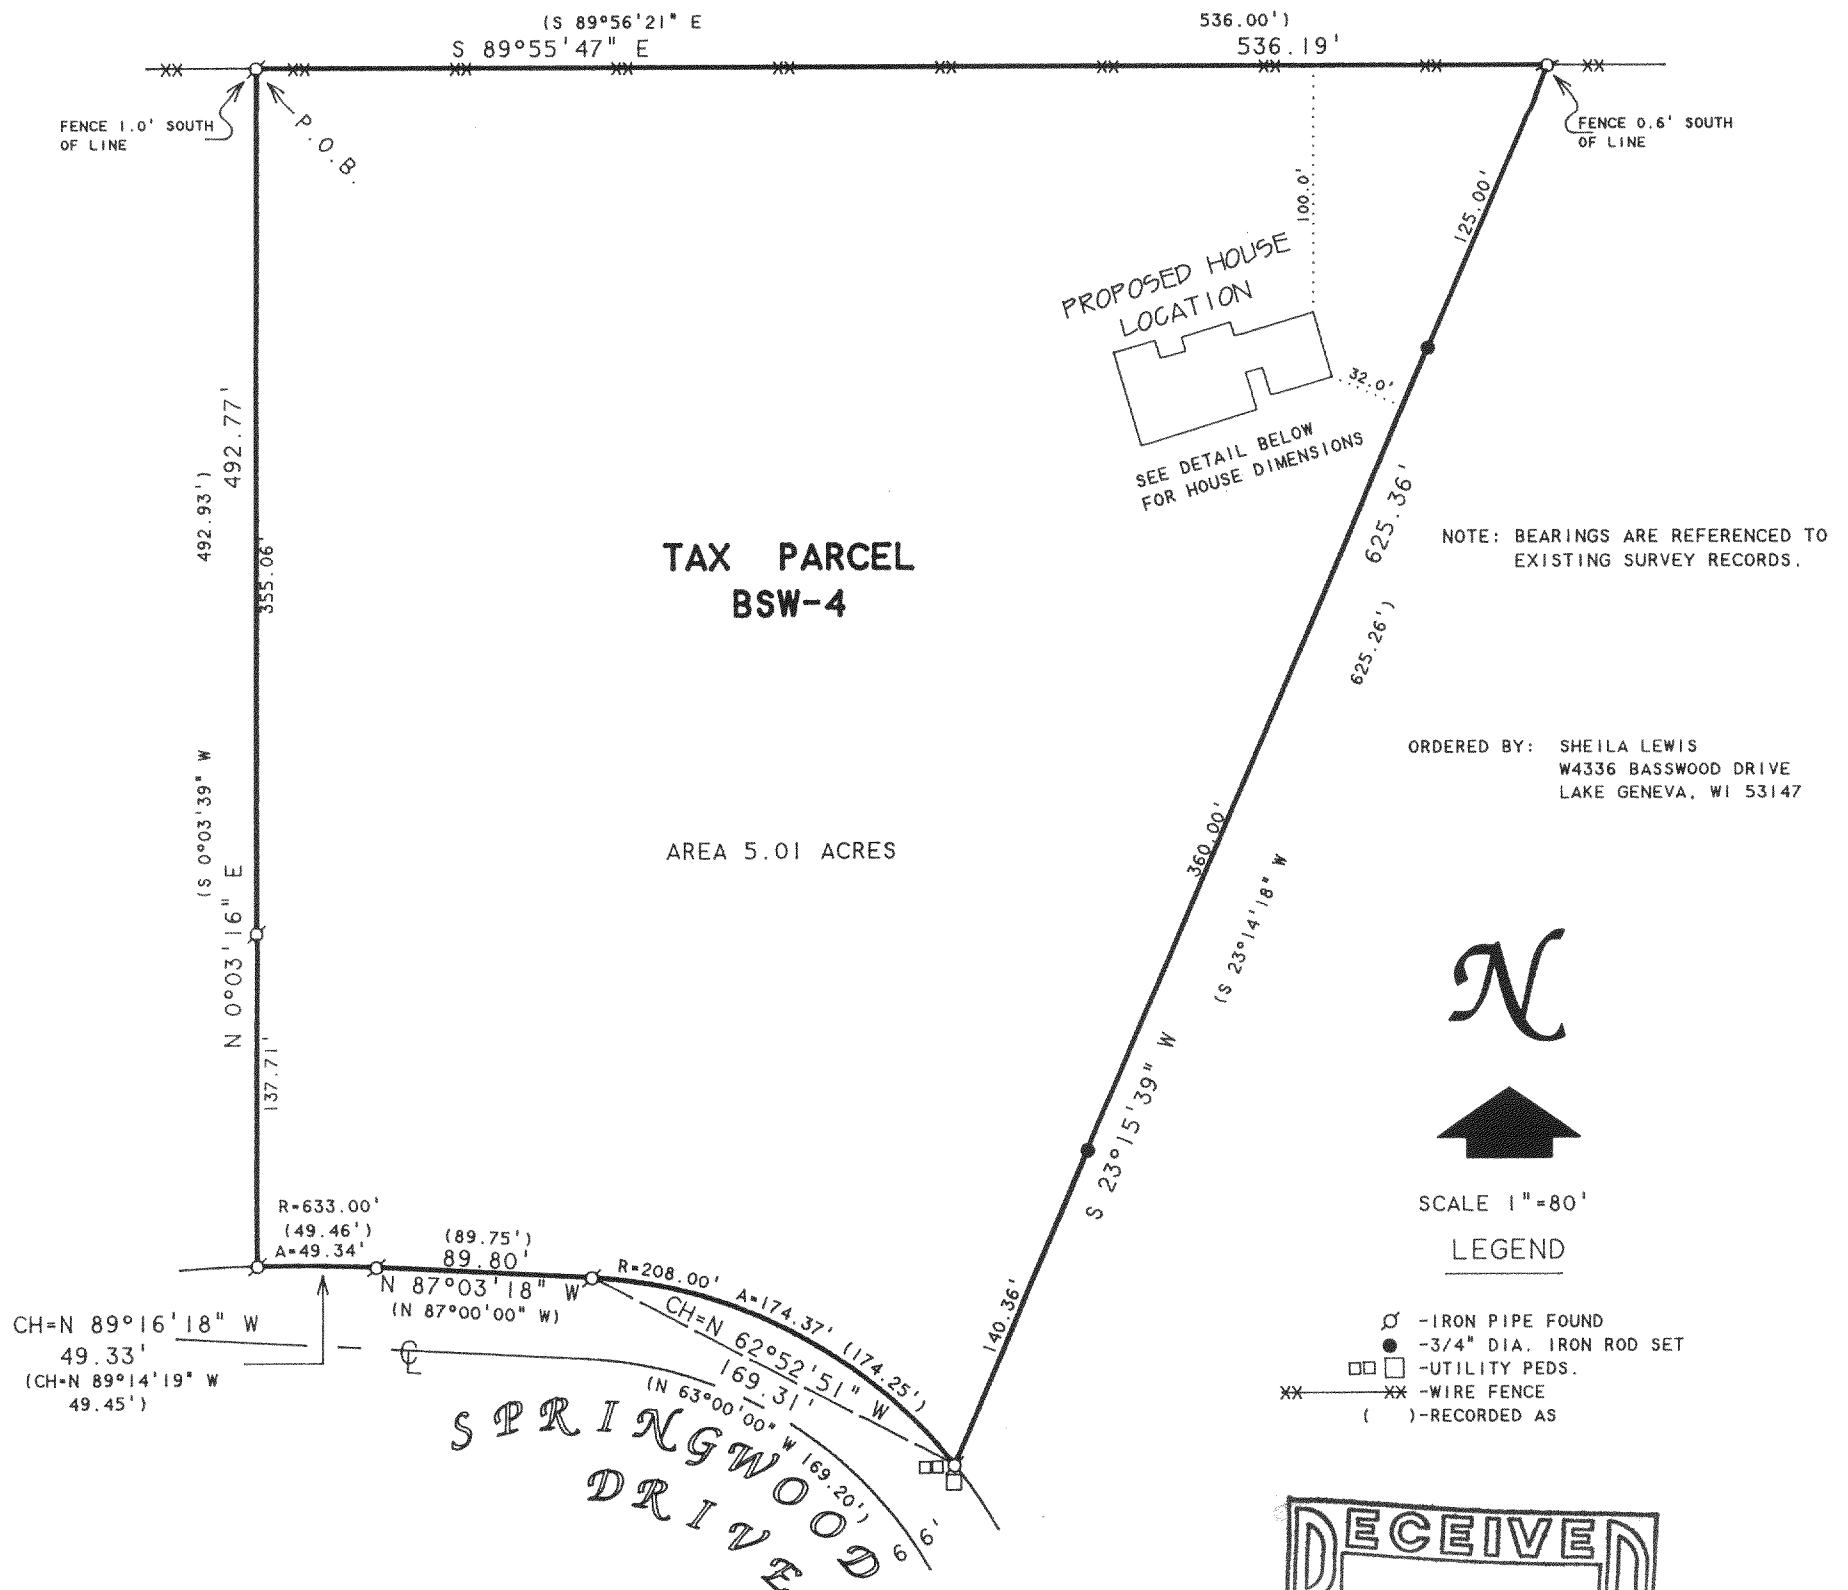 (S 89°56'21" E 536.00')
S 89°55'47" E 536.19'
FENCE 1.0' SOUTH
OF LINE
P.O.B.
FENCE 0.6' SOUTH
OF LINE
100.0'
125.00'
PROPOSED HOUSE
LOCATION
32.0'
SEE DETAIL BELOW
FOR HOUSE DIMENSIONS
492.77'
(S 0°03'39" W 492.93')
355.06'
N 0°03'16" E
137.71'
TAX PARCEL
BSW-4
AREA 5.01 ACRES
625.36'
625.26')
360.00'
(S 23°14'18" W
S 23°15'39" W
140.36'
NOTE: BEARINGS ARE REFERENCED TO
EXISTING SURVEY RECORDS.
ORDERED BY: SHEILA LEWIS
W4336 BASSWOOD DRIVE
LAKE GENEVA, WI 53147
N
SCALE 1"=80'
LEGEND
-IRON PIPE FOUND
-3/4" DIA. IRON ROD SET
-UTILITY PEDS.
XX XX -WIRE FENCE
( )-RECORDED AS
R=633.00'
(49.46')
A=49.34'
(89.75')
89.80'
N 87°03'18" W
(N 87°00'00" W)
R=208.00'
A=174.37' (174.25')
CH=N 62°52'51" W
169.31'
(N 63°00'00" W 169.20')
CH=N 89°16'18" W
49.33'
(CH=N 89°14'19" W
49.45')
CL
SPRINGWOOD
DRIVE
66'
RECEIVED